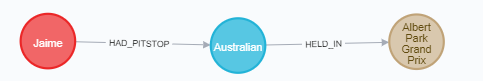 Jaime
HAD_PITSTOP
Australian
HELD_IN
Albert
Park
Grand
Prix